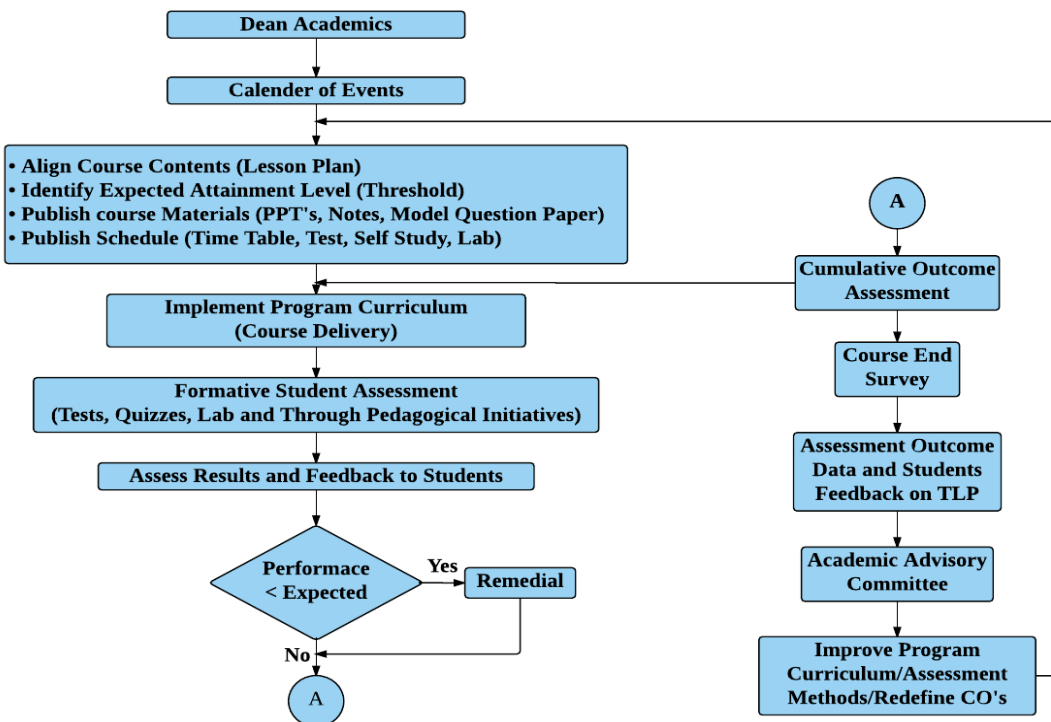 Dean Academics
Calender of Events
• Align Course Contents (Lesson Plan)
• Identify Expected Attainment Level (Threshold)
• Publish course Materials (PPT's, Notes, Model Question Paper)
• Publish Schedule (Time Table, Test, Self Study, Lab)
Implement Program Curriculum
(Course Delivery)
Formative Student Assessment
(Tests, Quizzes, Lab and Through Pedagogical Initiatives)
Assess Results and Feedback to Students
Performace
< Expected
Yes
Remedial
No
A
A
Cumulative Outcome
Assessment
Course End
Survey
Assessment Outcome
Data and Students
Feedback on TLP
Academic Advisory
Committee
Improve Program
Curriculum/Assessment
Methods/Redefine CO's